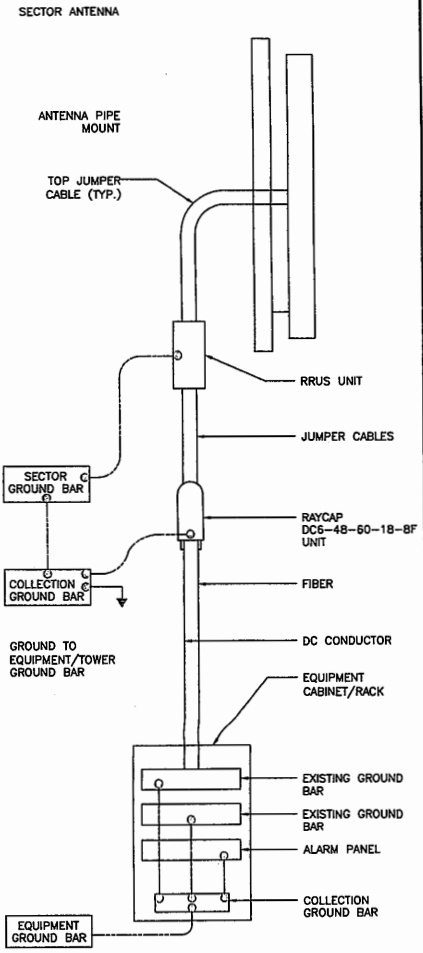 SECTOR ANTENNA
ANTENNA PIPE
MOUNT
TOP JUMPER
CABLE (TYP.)
RRUS UNIT
JUMPER CABLES
SECTOR
GROUND BAR
RAYCAP
DC6-48-60-18-8F
UNIT
COLLECTION
GROUND BAR
FIBER
GROUND TO
EQUIPMENT/TOWER
GROUND BAR
DC CONDUCTOR
EQUIPMENT
CABINET/RACK
EXISTING GROUND
BAR
EXISTING GROUND
BAR
ALARM PANEL
COLLECTION
GROUND BAR
EQUIPMENT
GROUND BAR